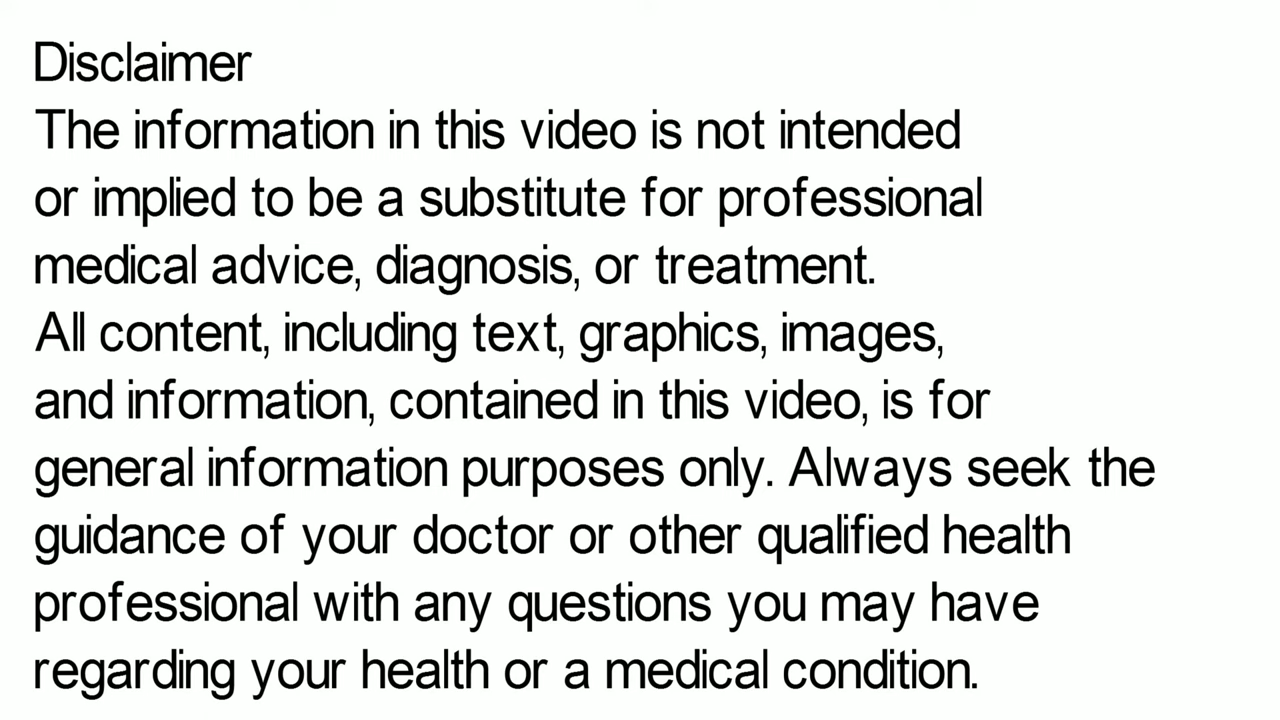 Disclaimer
The information in this video is not intended
or implied to be a substitute for professional
medical advice, diagnosis, or treatment.
All content, including text, graphics, images,
and information, contained in this video, is for
general information purposes only. Always seek the
guidance of your doctor or other qualified health
professional with any questions you may have
regarding your health or a medical condition.